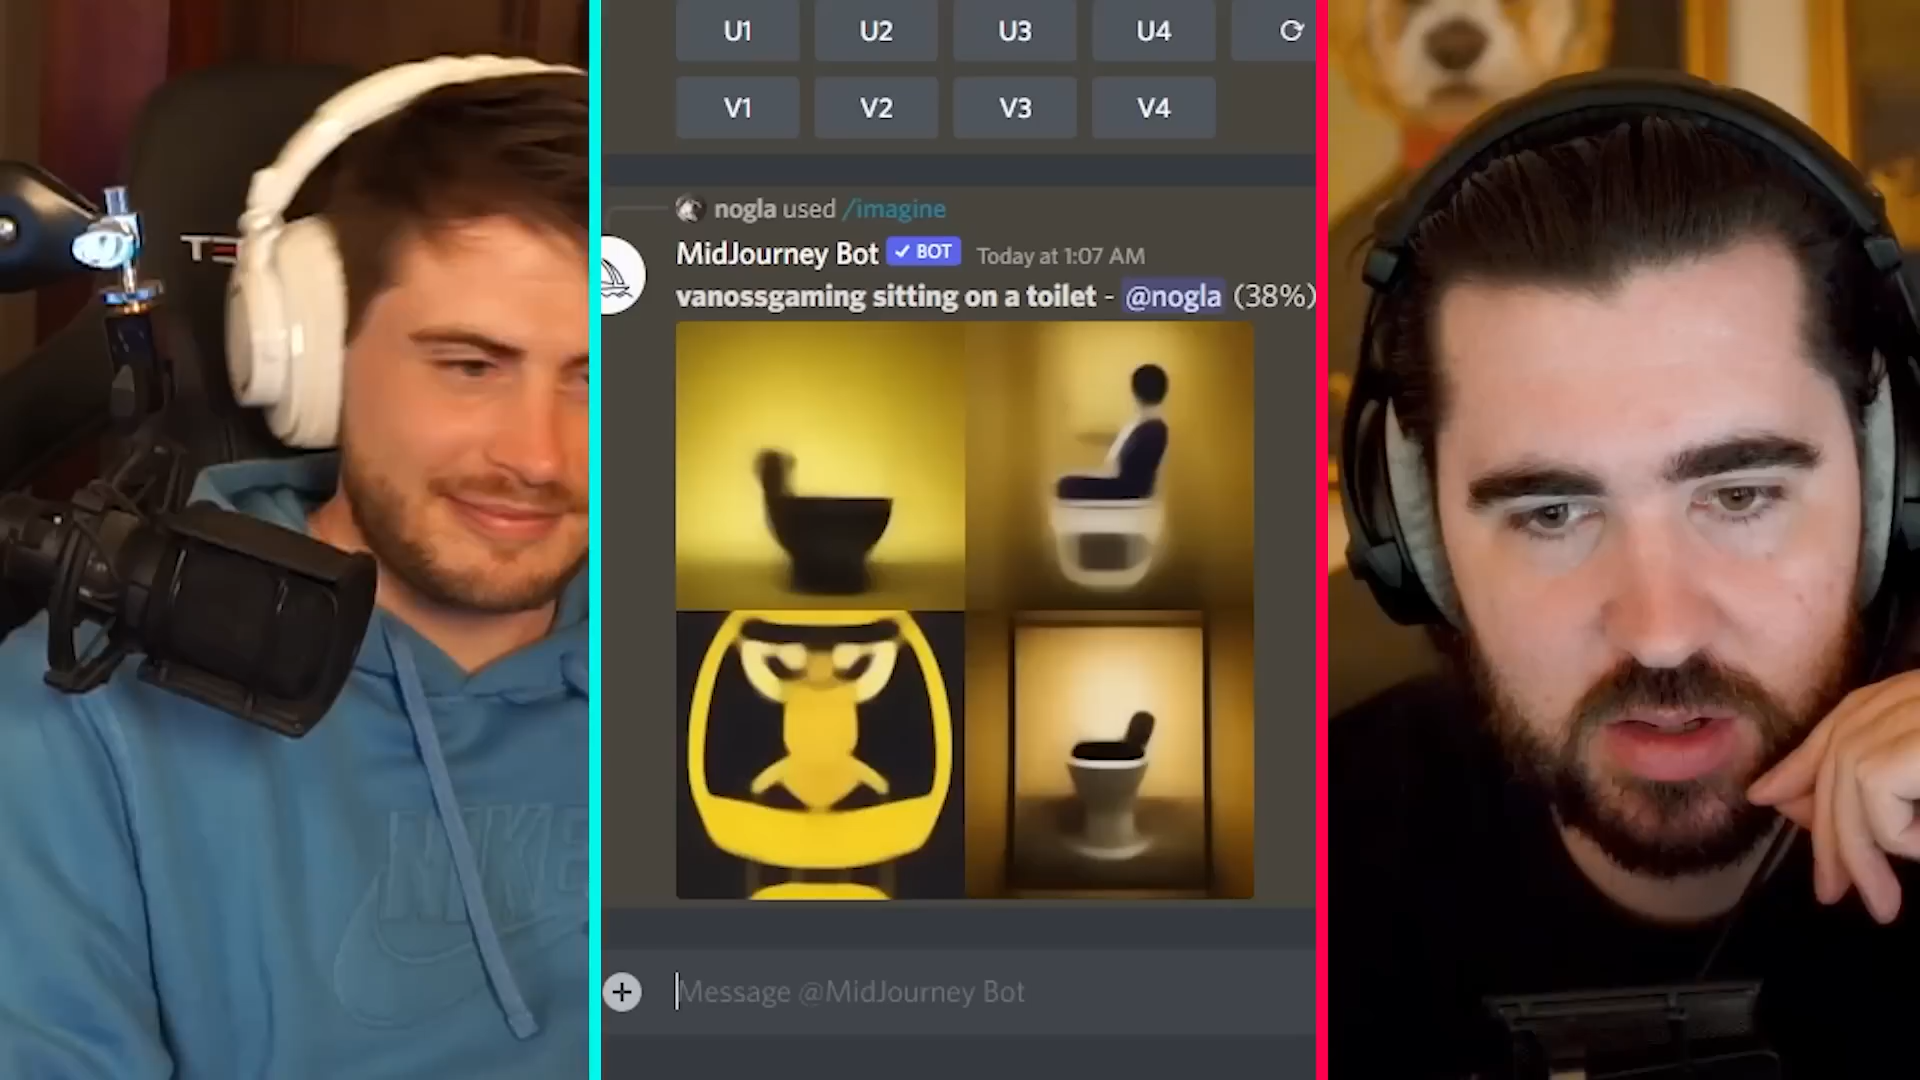 U1 U2 U3 U4
V1 V2 V3 V4
nogla used /imagine
MidJourney Bot ✓ BOT Today at 1:07 AM
vanossgaming sitting on a toilet - @nogla (38%)
Message @MidJourney Bot
NIKE